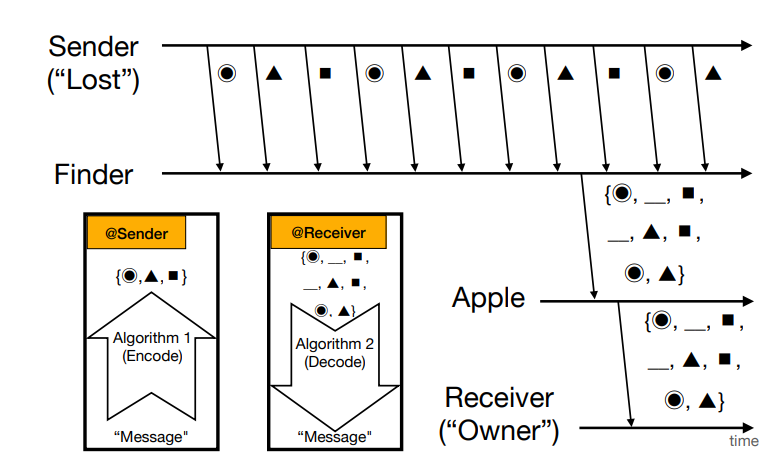 Sender
(“Lost”)
◉ ▲ ■ ◉ ▲ ■ ◉ ▲ ■ ◉ ▲
Finder
{◉, __, ■,
__, ▲, ■,
◉, ▲}
@Sender
{◉,▲,■}
Algorithm 1
(Encode)
“Message"
@Receiver
{◉, __, ■,
__, ▲, ■,
◉, ▲}
Algorithm 2
(Decode)
“Message"
Apple
{◉, __, ■,
__, ▲, ■,
◉, ▲}
Receiver
(“Owner”)
time